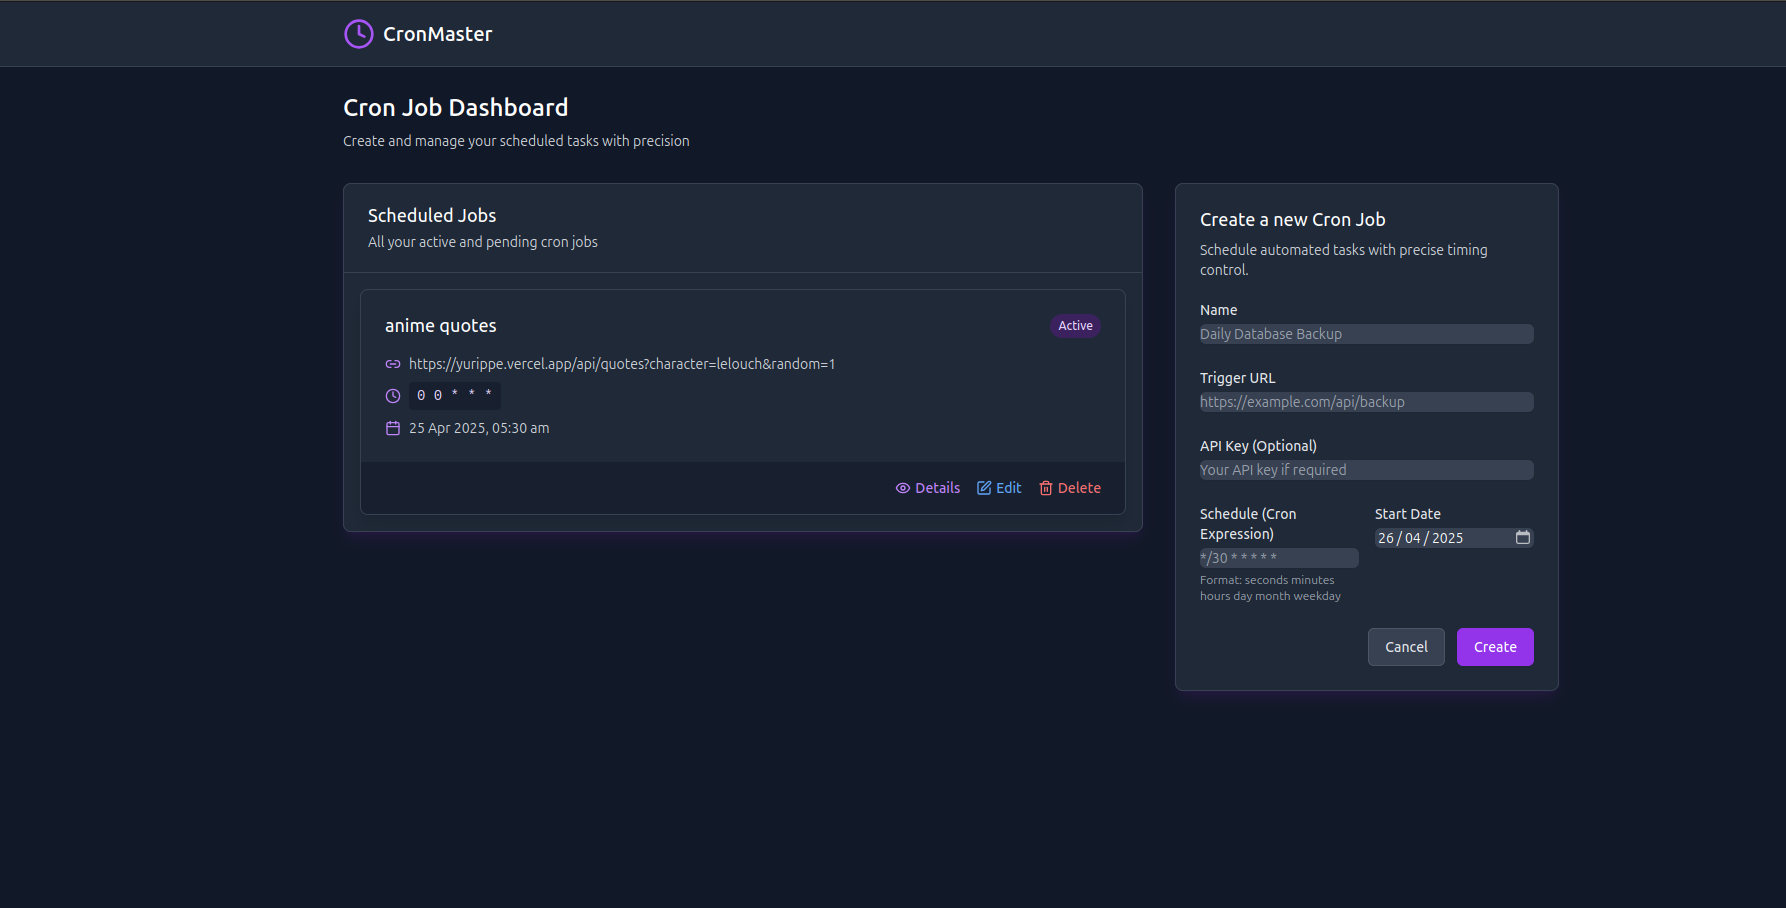 CronMaster
Cron Job Dashboard
Create and manage your scheduled tasks with precision
Scheduled Jobs
All your active and pending cron jobs
anime quotes
Active
https://yurippe.vercel.app/api/quotes?character=lelouch&random=1
0 0 * * *
25 Apr 2025, 05:30 am
Details
Edit
Delete
Create a new Cron Job
Schedule automated tasks with precise timing
control.
Name
Daily Database Backup
Trigger URL
https://example.com/api/backup
API Key (Optional)
Your API key if required
Schedule (Cron
Expression)
*/30 * * * * *
Format: seconds minutes
hours day month weekday
Start Date
26 / 04 / 2025
Cancel
Create